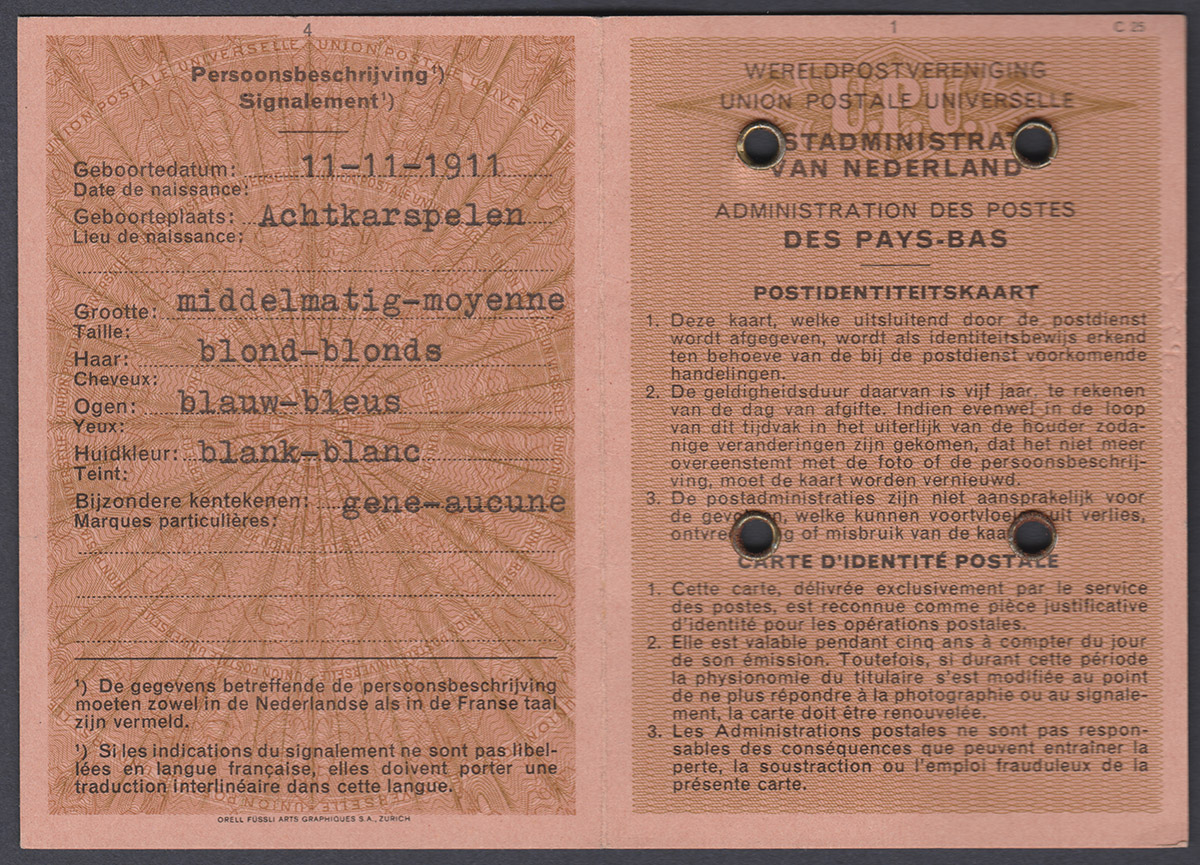 4
Persoonsbeschrijving¹)
Signalement¹)
Geboortedatum: 11-11-1911
Date de naissance:
Geboorteplaats: Achtkarspelen
Lieu de naissance:
Grootte: middelmatig-moyenne
Taille:
Haar: blond-blonds
Cheveux:
Ogen: blauw-bleus
Yeux:
Huidkleur: blank-blanc
Teint:
Bijzondere kentekenen: gene-aucune
Marques particulières:
¹) De gegevens betreffende de persoonsbeschrijving
moeten zowel in de Nederlandse als in de Franse taal
zijn vermeld.
¹) Si les indications du signalement ne sont pas libel-
lées en langue française, elles doivent porter une
traduction interlinéaire dans cette langue.
ORELL FÜSSLI ARTS GRAPHIQUES S.A., ZURICH
1
C 25
WERELDPOSTVERENIGING
UNION POSTALE UNIVERSELLE
U.P.U.
STADMINISTRAT
VAN NEDERLAND
ADMINISTRATION DES POSTES
DES PAYS-BAS
POSTIDENTITEITSKAART
1. Deze kaart, welke uitsluitend door de postdienst
wordt afgegeven, wordt als identiteitsbewijs erkend
ten behoeve van de bij de postdienst voorkomende
handelingen.
2. De geldigheidsduur daarvan is vijf jaar, te rekenen
van de dag van afgifte. Indien evenwel in de loop
van dit tijdvak in het uiterlijk van de houder zoda-
nige veranderingen zijn gekomen, dat het niet meer
overeenstemt met de foto of de persoonsbeschrij-
ving, moet de kaart worden vernieuwd.
3. De postadministraties zijn niet aansprakelijk voor
de gevo en, welke kunnen voortvloe uit verlies,
ontvre g of misbruik van de kaa
CARTE D'IDENTITÉ POSTALE
1. Cette carte, délivrée exclusivement par le service
des postes, est reconnue comme pièce justificative
d'identité pour les opérations postales.
2. Elle est valable pendant cinq ans à compter du jour
de son émission. Toutefois, si durant cette période
la physionomie du titulaire s'est modifiée au point
de ne plus répondre à la photographie ou au signale-
ment, la carte doit être renouvelée.
3. Les Administrations postales ne sont pas respon-
sables des conséquences que peuvent entraîner la
perte, la soustraction ou l'emploi frauduleux de la
présente carte.